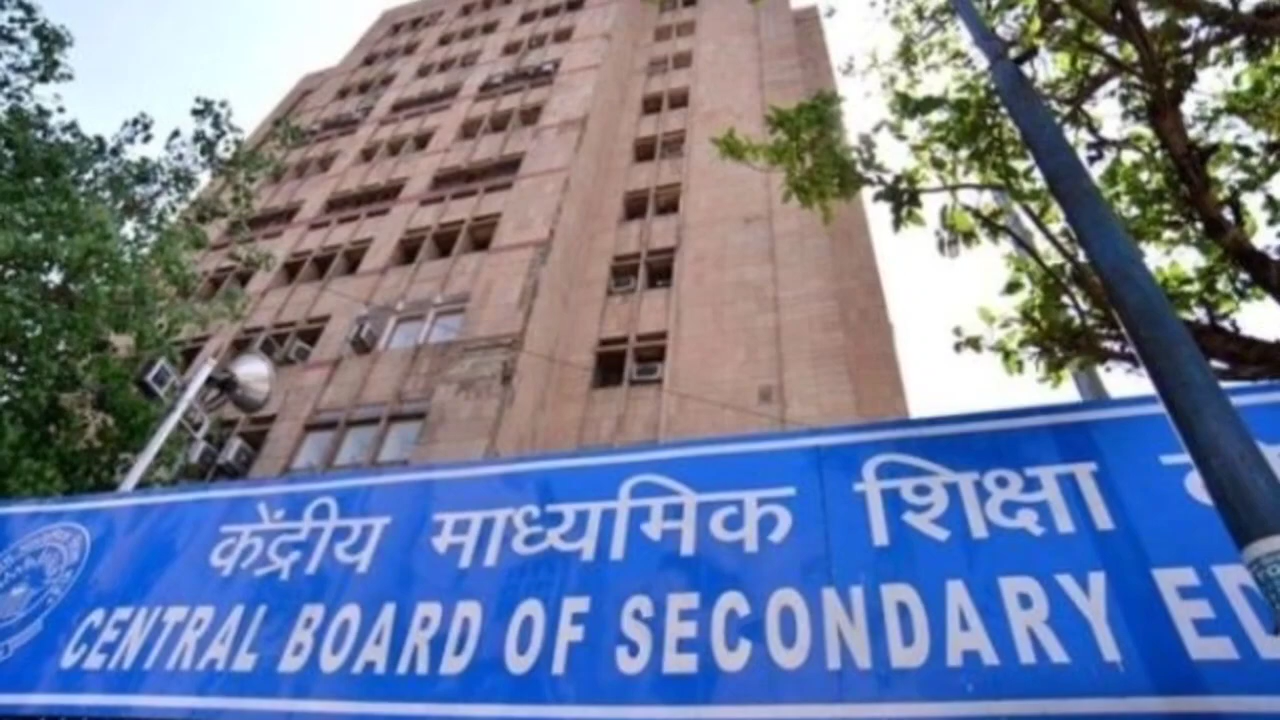 केंद्रीय माध्यमिक शिक्षा
CENTRAL BOARD OF SECONDARY ED